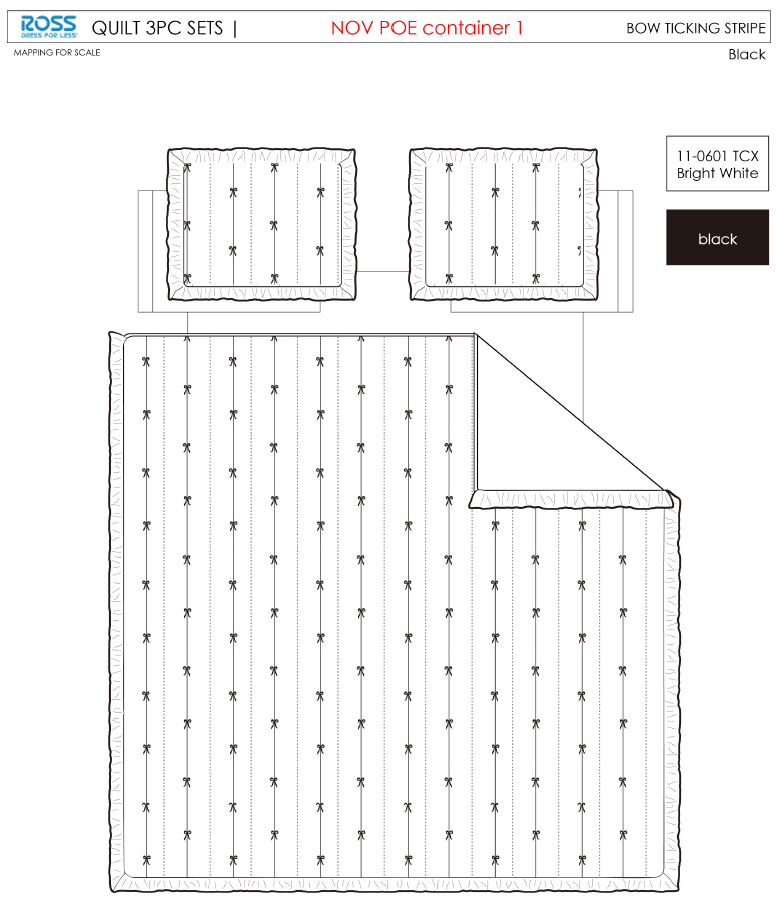 ROSS
DRESS FOR LESS
QUILT 3PC SETS |
NOV POE container 1
BOW TICKING STRIPE
MAPPING FOR SCALE
Black
11-0601 TCX
Bright White
black